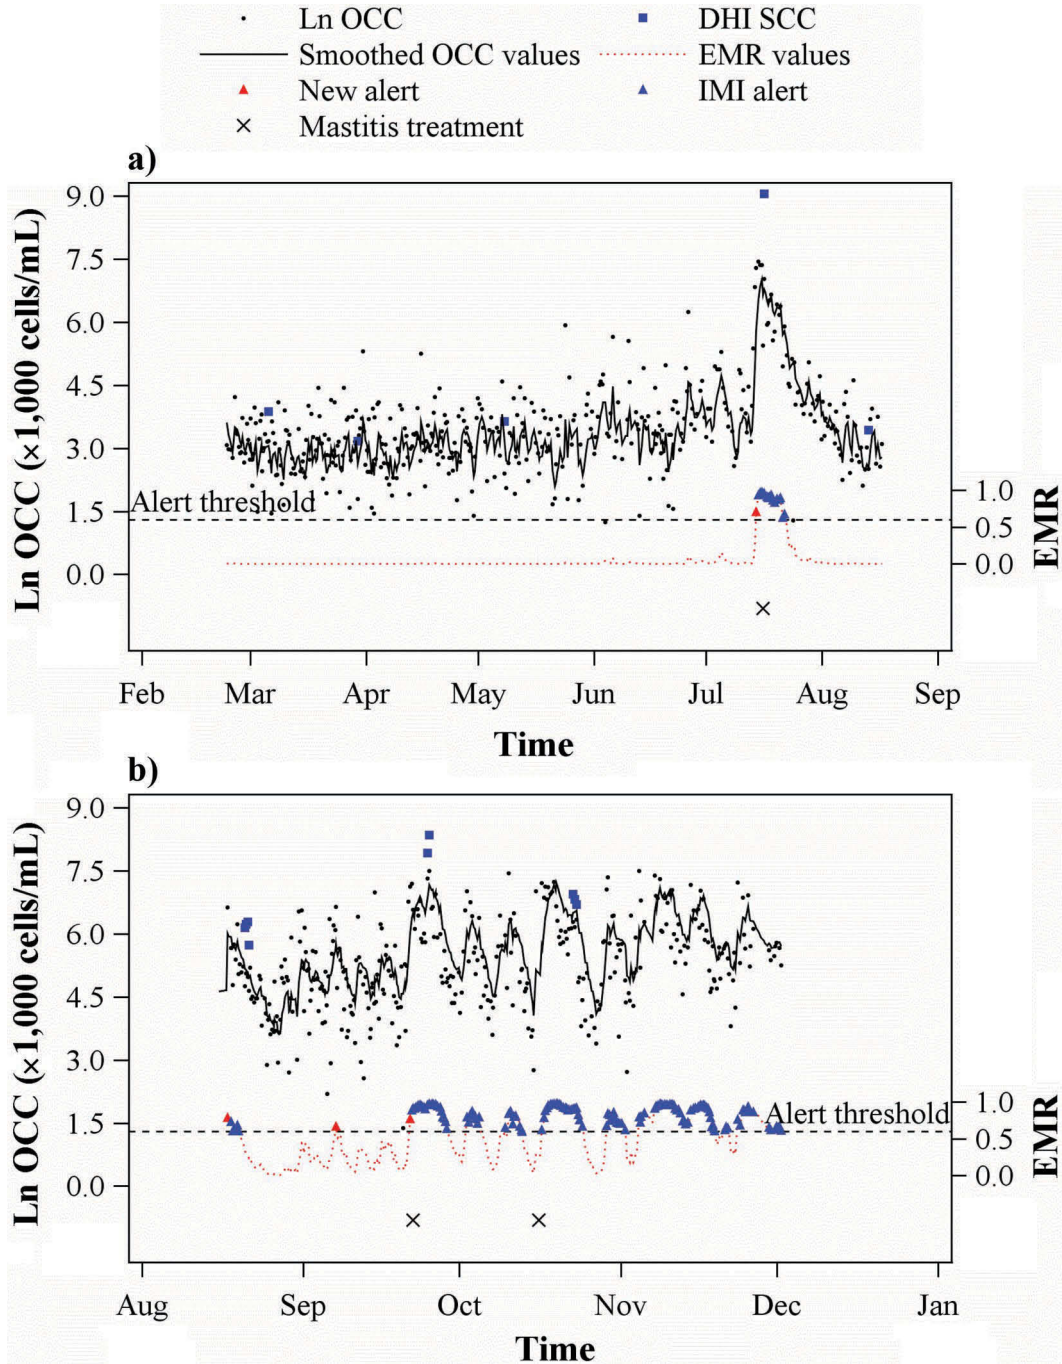 Ln OCC DHI SCC
Smoothed OCC values EMR values
New alert IMI alert
Mastitis treatment
a)
Ln OCC (×1,000 cells/mL)
9.0
7.5
6.0
4.5
3.0
1.5
0.0
Alert threshold
1.0
0.5
0.0
EMR
Feb Mar Apr May Jun Jul Aug Sep
Time
b)
Ln OCC (×1,000 cells/mL)
9.0
7.5
6.0
4.5
3.0
1.5
0.0
Alert threshold
1.0
0.5
0.0
EMR
Aug Sep Oct Nov Dec Jan
Time